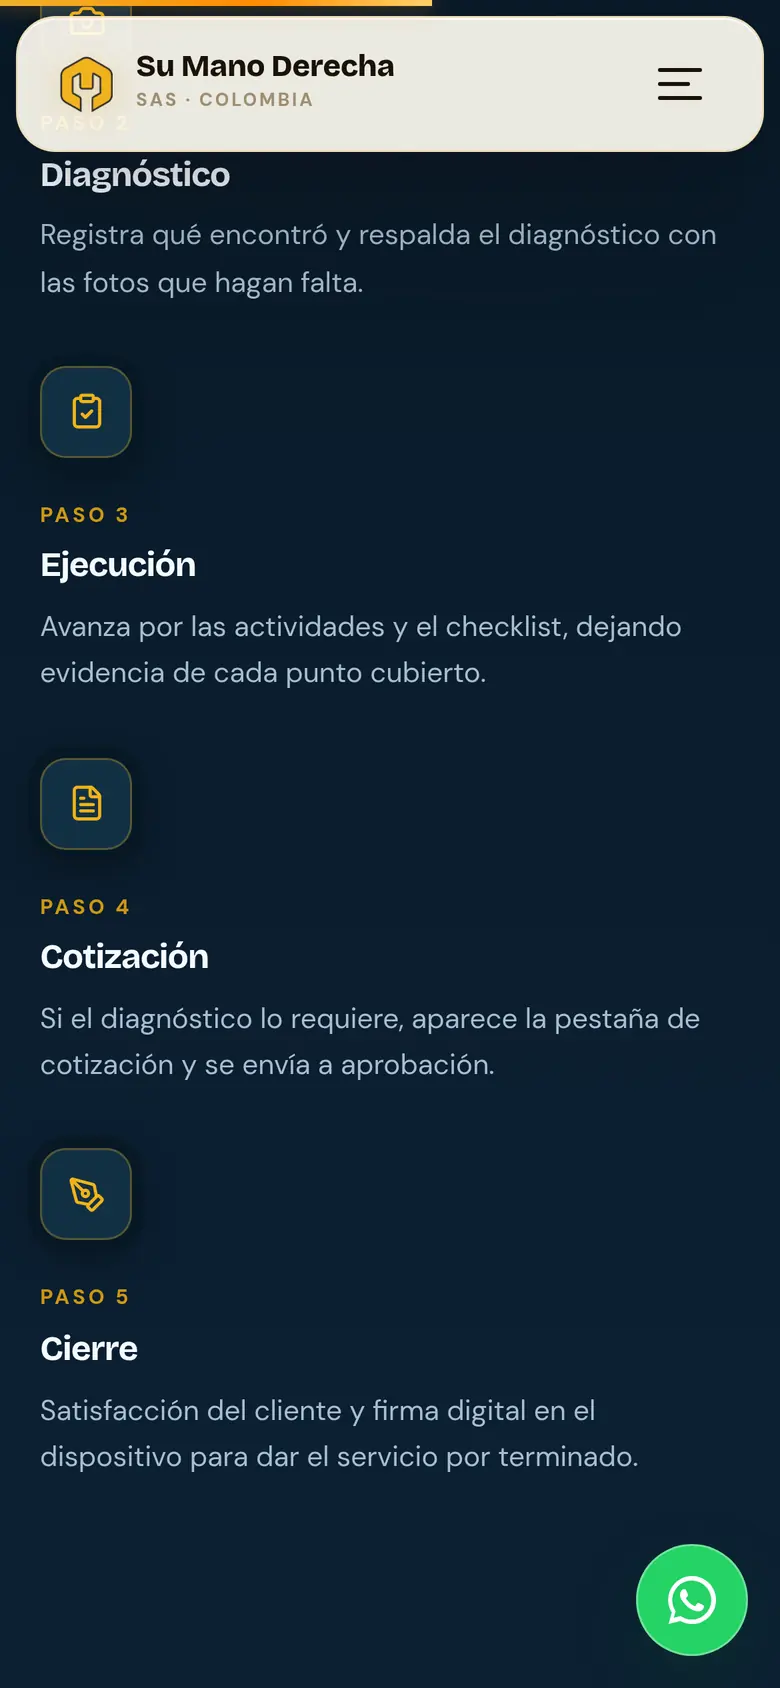 Su Mano Derecha
SAS · COLOMBIA
PASO 2
Diagnóstico
Registra qué encontró y respalda el diagnóstico con
las fotos que hagan falta.
PASO 3
Ejecución
Avanza por las actividades y el checklist, dejando
evidencia de cada punto cubierto.
PASO 4
Cotización
Si el diagnóstico lo requiere, aparece la pestaña de
cotización y se envía a aprobación.
PASO 5
Cierre
Satisfacción del cliente y firma digital en el
dispositivo para dar el servicio por terminado.